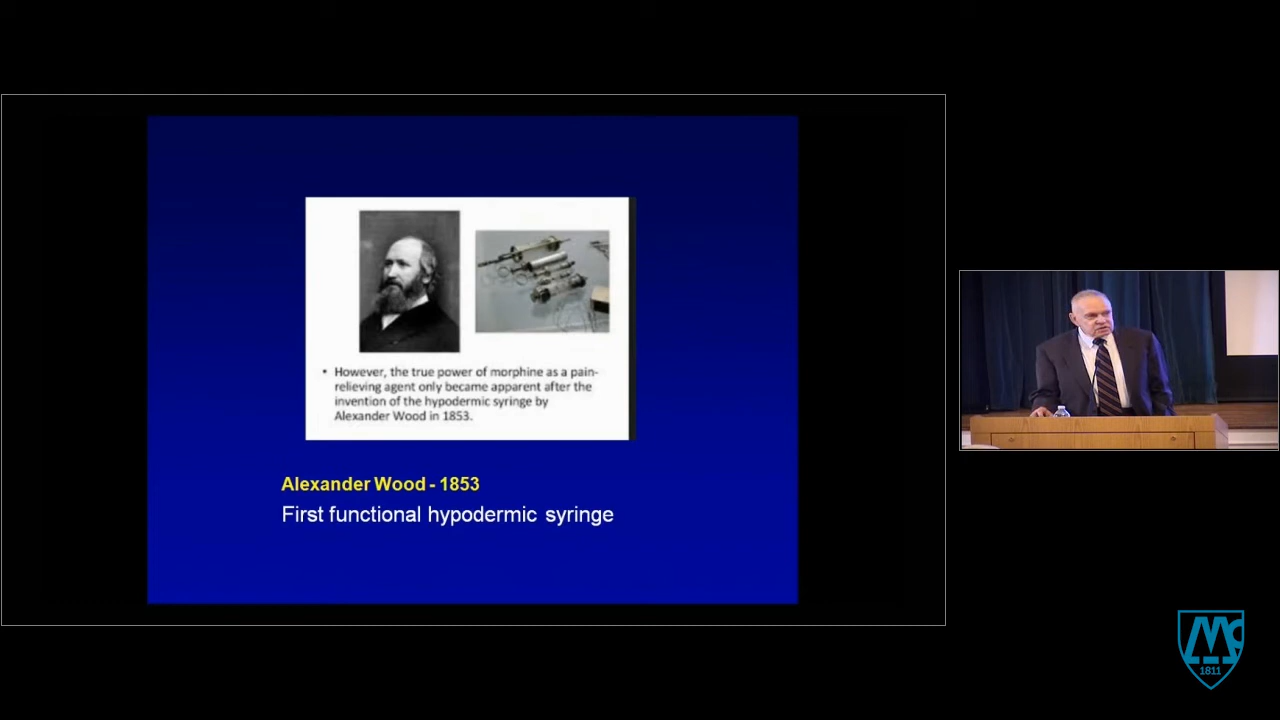 • However, the true power of morphine as a pain-
relieving agent only became apparent after the
invention of the hypodermic syringe by
Alexander Wood in 1853.
Alexander Wood - 1853
First functional hypodermic syringe
Mc
1811